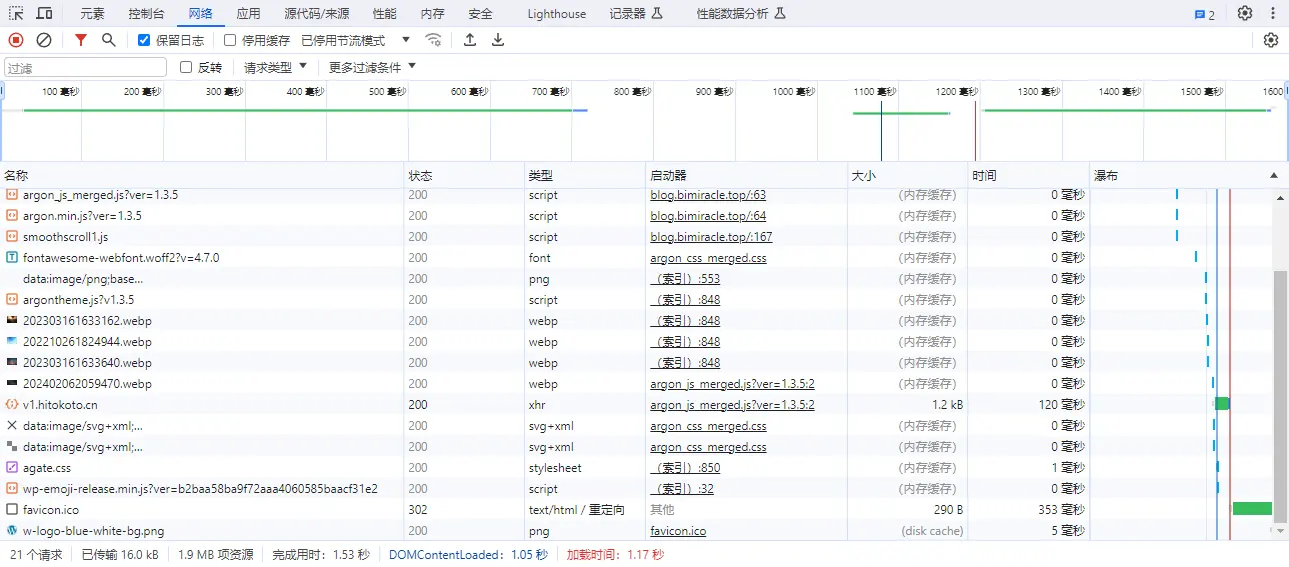 元素 控制台 网络 应用 源代码/来源 性能 内存 安全 Lighthouse 记录器 性能数据分析 2
保留日志 停用缓存 已停用节流模式
过滤 反转 请求类型 更多过滤条件
100 毫秒 200 毫秒 300 毫秒 400 毫秒 500 毫秒 600 毫秒 700 毫秒 800 毫秒 900 毫秒 1000 毫秒 1100 毫秒 1200 毫秒 1300 毫秒 1400 毫秒 1500 毫秒 1600
名称 状态 类型 启动器 大小 时间 瀑布
argon_js_merged.js?ver=1.3.5 200 script blog.bimiracle.top/:63 (内存缓存) 0 毫秒
argon.min.js?ver=1.3.5 200 script blog.bimiracle.top/:64 (内存缓存) 0 毫秒
smoothscroll1.js 200 script blog.bimiracle.top/:167 (内存缓存) 0 毫秒
fontawesome-webfont.woff2?v=4.7.0 200 font argon_css_merged.css (内存缓存) 0 毫秒
data:image/png;base... 200 png （索引）:553 (内存缓存) 0 毫秒
argontheme.js?v1.3.5 200 script （索引）:848 (内存缓存) 0 毫秒
202303161633162.webp 200 webp （索引）:848 (内存缓存) 0 毫秒
202210261824944.webp 200 webp （索引）:848 (内存缓存) 0 毫秒
202303161633640.webp 200 webp （索引）:848 (内存缓存) 0 毫秒
202402062059470.webp 200 webp argon_js_merged.js?ver=1.3.5:2 (内存缓存) 0 毫秒
v1.hitokoto.cn 200 xhr argon_js_merged.js?ver=1.3.5:2 1.2 kB 120 毫秒
data:image/svg+xml;... 200 svg+xml argon_css_merged.css (内存缓存) 0 毫秒
data:image/svg+xml;... 200 svg+xml argon_css_merged.css (内存缓存) 0 毫秒
agate.css 200 stylesheet （索引）:850 (内存缓存) 1 毫秒
wp-emoji-release.min.js?ver=b2baa58ba9f72aaa4060585baacf31e2 200 script （索引）:32 (内存缓存) 0 毫秒
favicon.ico 302 text/html / 重定向 其他 290 B 353 毫秒
w-logo-blue-white-bg.png 200 png favicon.ico (disk cache) 5 毫秒
21 个请求 已传输 16.0 kB 1.9 MB 项资源 完成用时：1.53 秒 DOMContentLoaded：1.05 秒 加载时间：1.17 秒